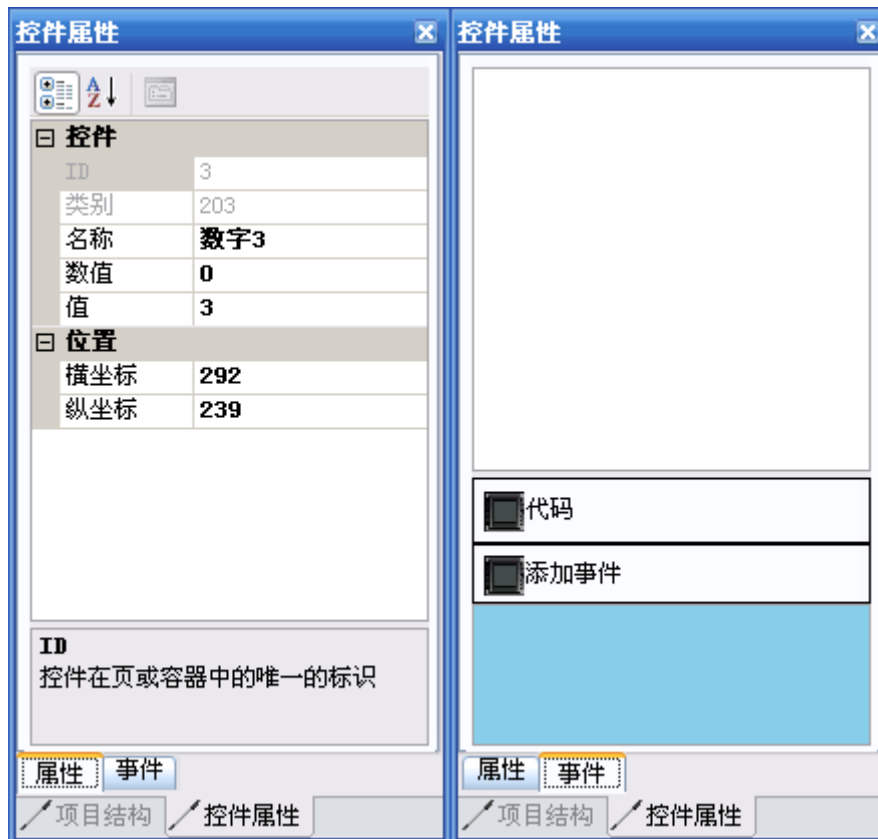 控件属性
控件
ID 3
类别 203
名称 数字3
数值 0
值 3
位置
横坐标 292
纵坐标 239
ID
控件在页或容器中的唯一的标识
属性 事件
项目结构 控件属性
控件属性
代码
添加事件
属性 事件
项目结构 控件属性